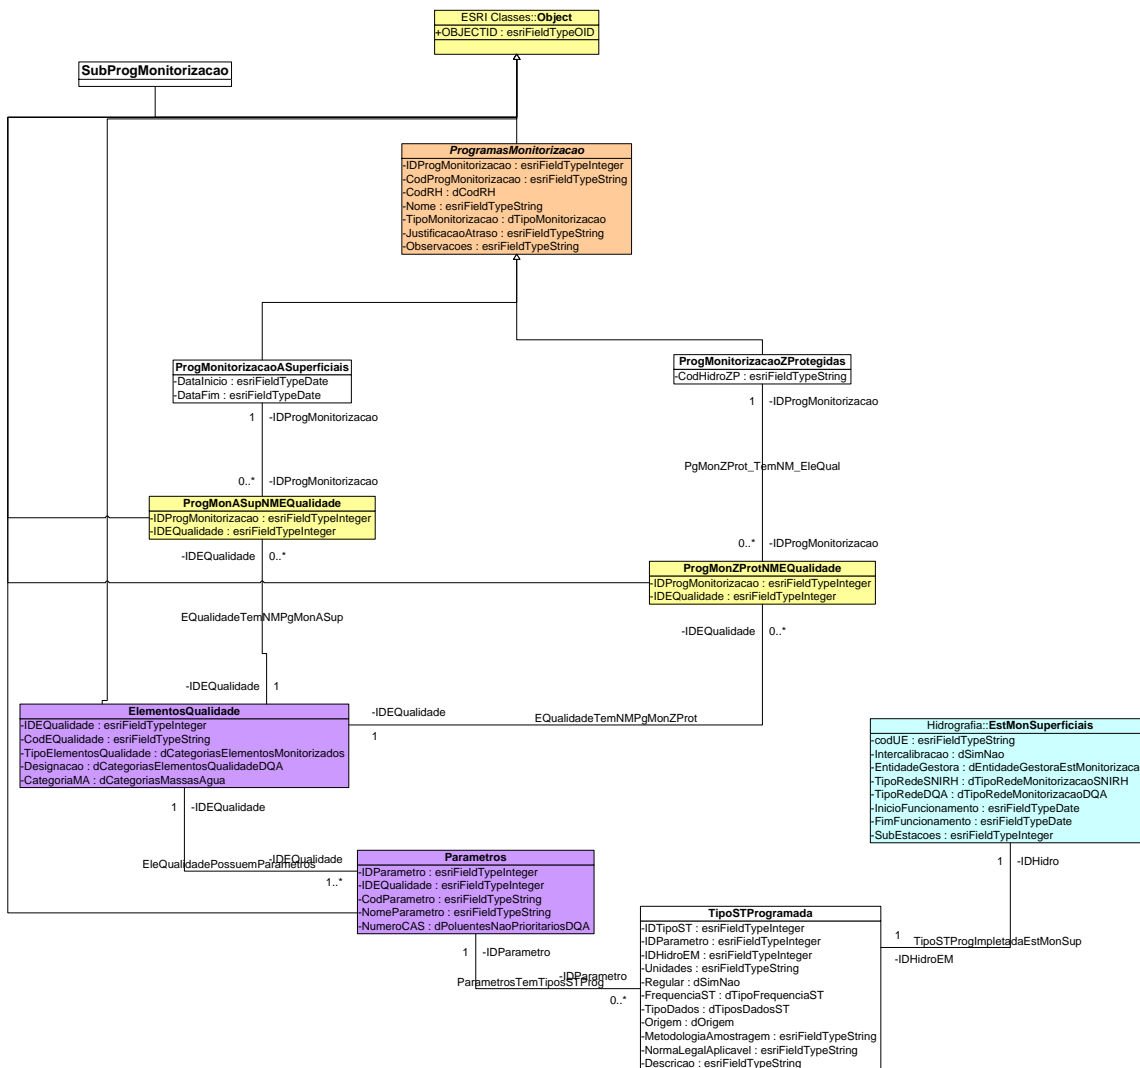 ESRI Classes::Object
+OBJECTID : esriFieldTypeOID
SubProgMonitorizacao
ProgramasMonitorizacao
-IDProgMonitorizacao : esriFieldTypeInteger
-CodProgMonitorizacao : esriFieldTypeString
-CodRH : dCodRH
-Nome : esriFieldTypeString
-TipoMonitorizacao : dTipoMonitorizacao
-JustificacaoAtraso : esriFieldTypeString
-Observacoes : esriFieldTypeString
ProgMonitorizacaoASuperficiais
-DataInicio : esriFieldTypeDate
-DataFim : esriFieldTypeDate
ProgMonitorizacaoZProtegidas
-CodHidroZP : esriFieldTypeString
1 -IDProgMonitorizacao
1 -IDProgMonitorizacao
PgMonZProt_TemNM_EleQual
0..* -IDProgMonitorizacao
0..* -IDProgMonitorizacao
ProgMonASupNMEQualidade
-IDProgMonitorizacao : esriFieldTypeInteger
-IDEQualidade : esriFieldTypeInteger
-IDEQualidade 0..*
ProgMonZProtNMEQualidade
-IDProgMonitorizacao : esriFieldTypeInteger
-IDEQualidade : esriFieldTypeInteger
EQualidadeTemNMPgMonASup
-IDEQualidade 0..*
-IDEQualidade 1
ElementosQualidade
-IDEQualidade : esriFieldTypeInteger
-CodEQualidade : esriFieldTypeString
-TipoElementosQualidade : dCategoriasElementosMonitorizados
-Designacao : dCategoriasElementosQualidadeDQA
-CategoriaMA : dCategoriasMassasAgua
-IDEQualidade
1
EQualidadeTemNMPgMonZProt
Hidrografia::EstMonSuperficiais
-codUE : esriFieldTypeString
-Intercalibracao : dSimNao
-EntidadeGestora : dEntidadeGestoraEstMonitorizaca
-TipoRedeSNIRH : dTipoRedeMonitorizacaoSNIRH
-TipoRedeDQA : dTipoRedeMonitorizacaoDQA
-InicioFuncionamento : esriFieldTypeDate
-FimFuncionamento : esriFieldTypeDate
-SubEstacoes : esriFieldTypeInteger
1 -IDEQualidade
EleQualidadePossuemParametros
-IDEQualidade
1..*
Parametros
-IDParametro : esriFieldTypeInteger
-IDEQualidade : esriFieldTypeInteger
-CodParametro : esriFieldTypeString
-NomeParametro : esriFieldTypeString
-NumeroCAS : dPoluentesNaoPrioritariosDQA
1 -IDHidro
1
TipoSTProgImpletadaEstMonSup
-IDHidroEM
1 -IDParametro
ParametrosTemTiposSTProg
-IDParametro
0..*
TipoSTProgramada
-IDTipoST : esriFieldTypeInteger
-IDParametro : esriFieldTypeInteger
-IDHidroEM : esriFieldTypeInteger
-Unidades : esriFieldTypeString
-Regular : dSimNao
-FrequenciaST : dTipoFrequenciaST
-TipoDados : dTiposDadosST
-Origem : dOrigem
-MetodologiaAmostragem : esriFieldTypeString
-NormaLegalAplicavel : esriFieldTypeString
-Descricao : esriFieldTypeString